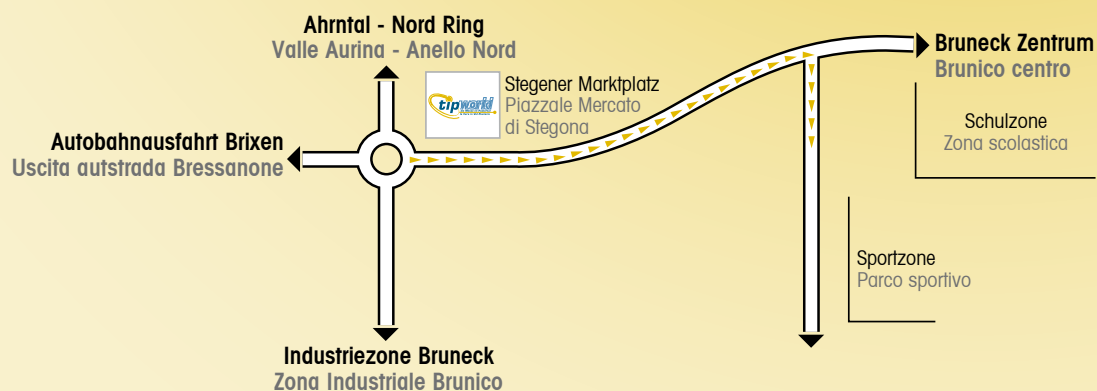 Ahrntal - Nord Ring
Valle Aurina - Anello Nord
tipworld
Stegener Marktplatz
Piazzale Mercato
di Stegona
Bruneck Zentrum
Brunico centro
Schulzone
Zona scolastica
Autobahnausfahrt Brixen
Uscita autstrada Bressanone
Sportzone
Parco sportivo
Industriezone Bruneck
Zona Industriale Brunico